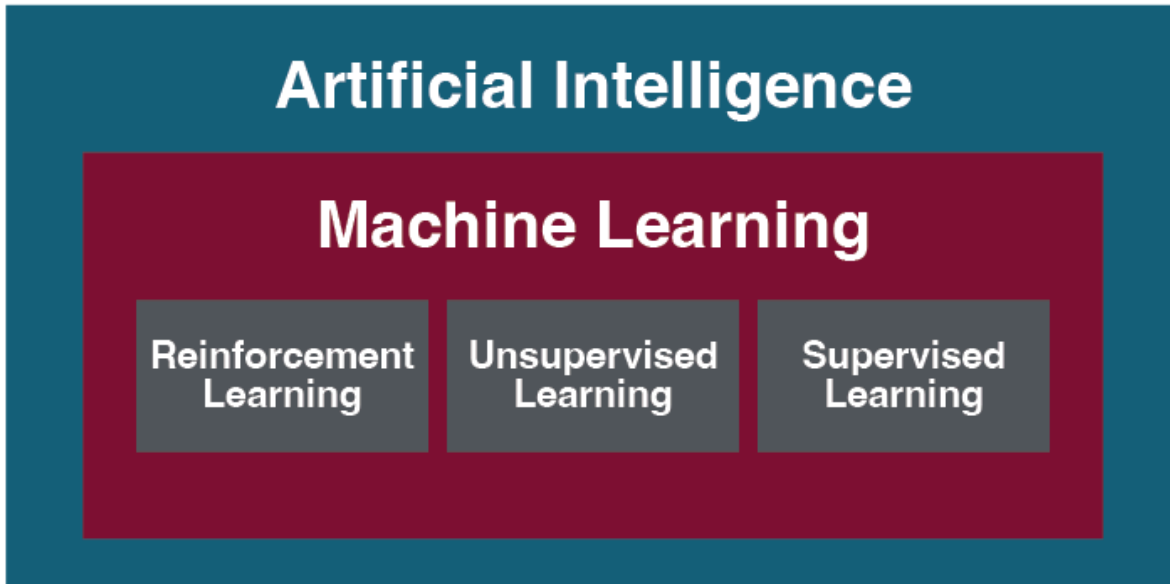 Artificial Intelligence
Machine Learning
Reinforcement
Learning
Unsupervised
Learning
Supervised
Learning